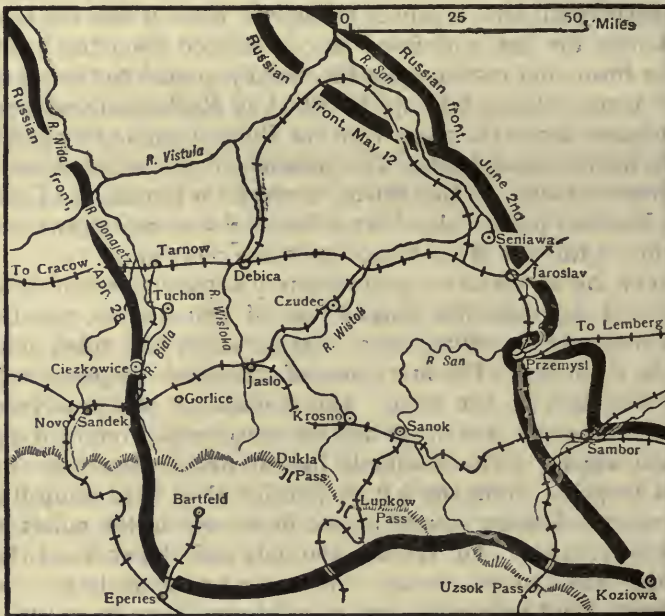 0 25 50
Miles
Russian front, Apr. 28
Russian front, May 12
Russian front, June 2nd
R. San
R. Nida
R. Vistula
R. Donajetz
Seniawa
To Cracow
Tarnow
Debica
Jaroslav
Tuchon
Czudec
R. Wisloka
R. Wistok
To Lemberg
R. Biala
R San
Przemysl
Ciezkowice
Jaslo
Gorlice
Novo Sandek
Krosno
Sanok
Sambor
Dukla Pass
Bartfeld
Lupkow Pass
Eperies
Uzsok Pass
Koziowa